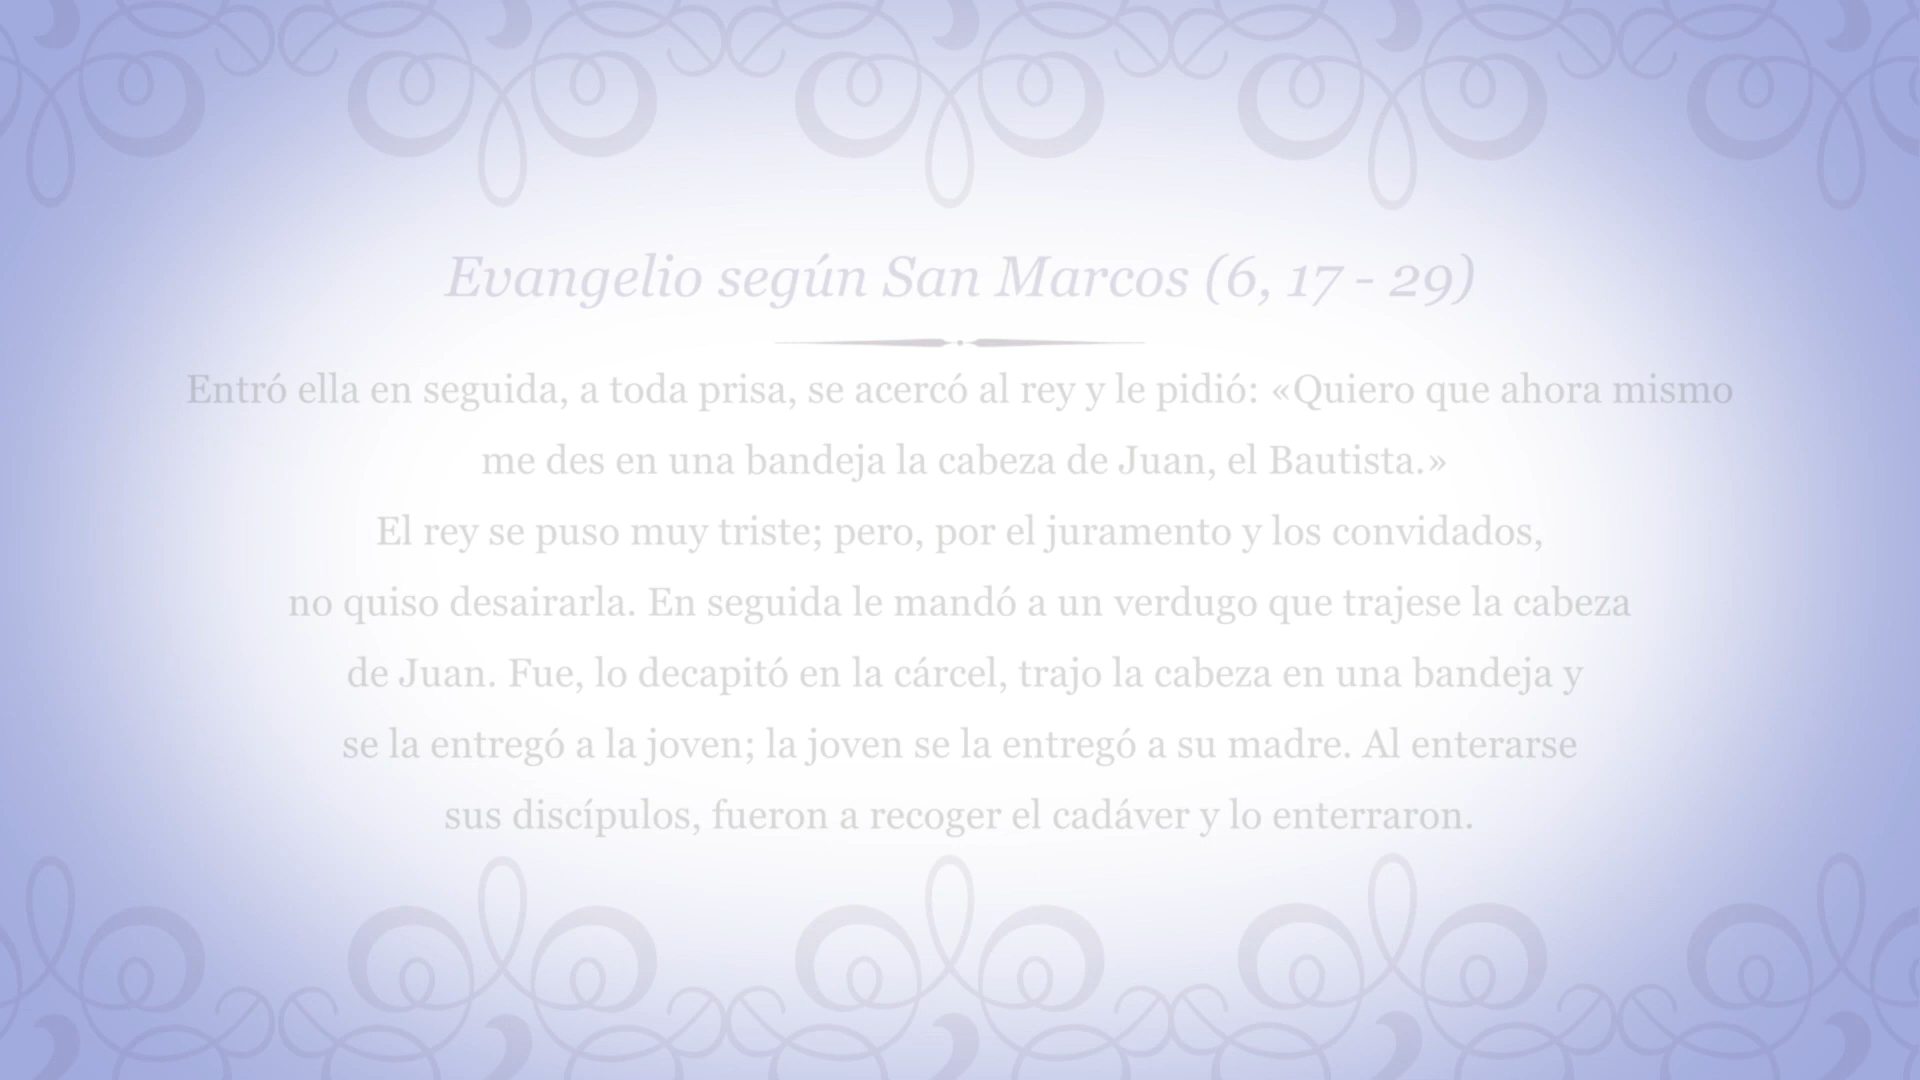 Evangelio según San Marcos (6, 17 - 29)
Entró ella en seguida, a toda prisa, se acercó al rey y le pidió: «Quiero que ahora mismo
me des en una bandeja la cabeza de Juan, el Bautista.»
El rey se puso muy triste; pero, por el juramento y los convidados,
no quiso desairarla. En seguida le mandó a un verdugo que trajese la cabeza
de Juan. Fue, lo decapitó en la cárcel, trajo la cabeza en una bandeja y
se la entregó a la joven; la joven se la entregó a su madre. Al enterarse
sus discípulos, fueron a recoger el cadáver y lo enterraron.